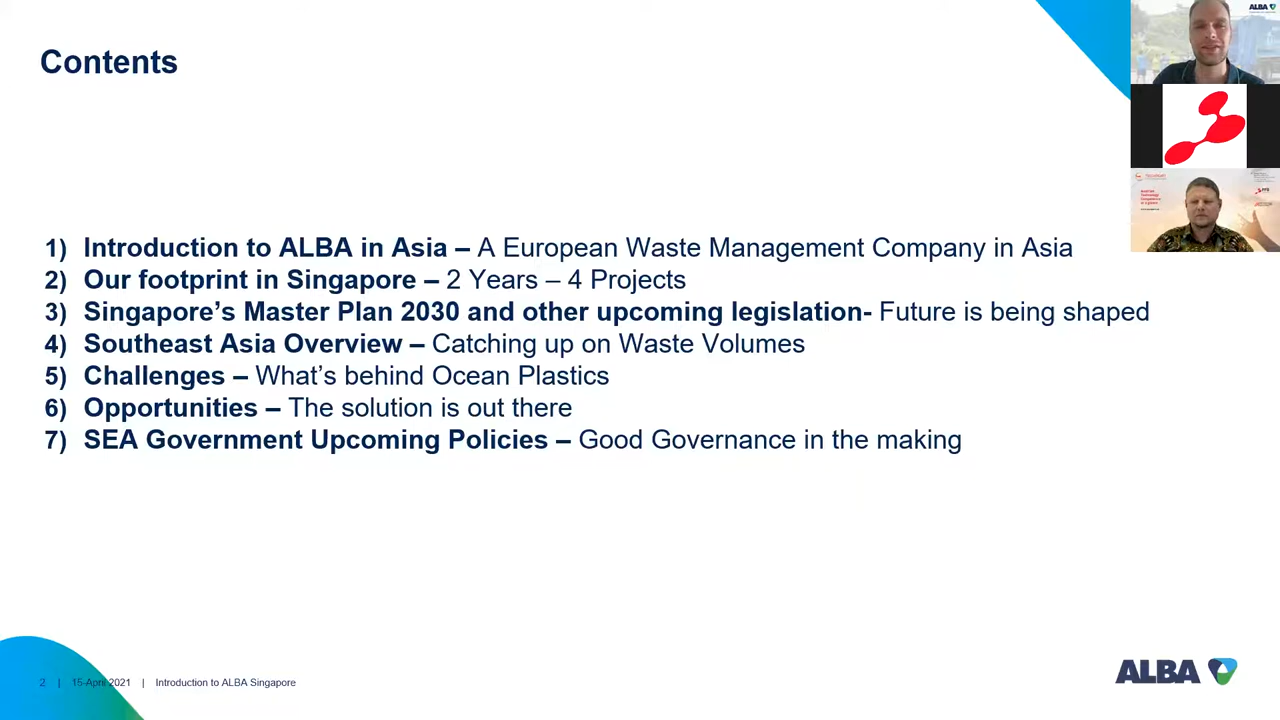 Contents
1) Introduction to ALBA in Asia – A European Waste Management Company in Asia
2) Our footprint in Singapore – 2 Years – 4 Projects
3) Singapore's Master Plan 2030 and other upcoming legislation- Future is being shaped
4) Southeast Asia Overview – Catching up on Waste Volumes
5) Challenges – What's behind Ocean Plastics
6) Opportunities – The solution is out there
7) SEA Government Upcoming Policies – Good Governance in the making
2 | 15-April 2021 | Introduction to ALBA Singapore
ALBA
ALBA